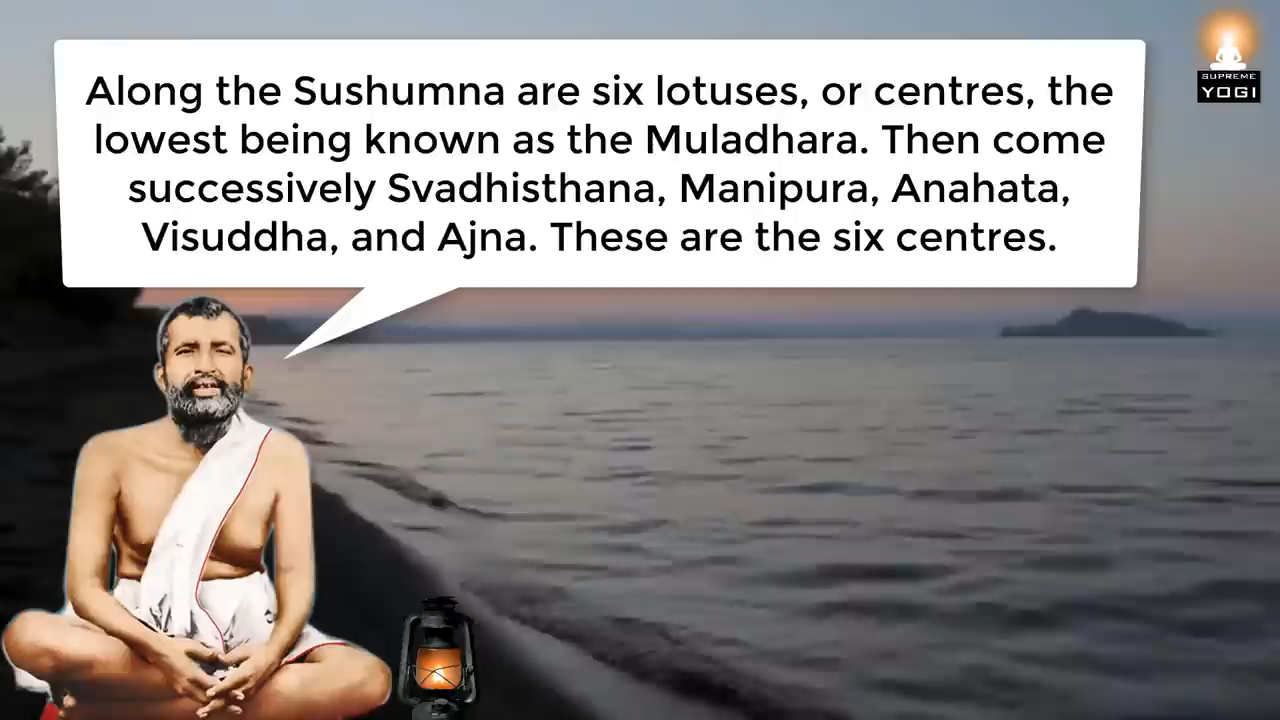 Along the Sushumna are six lotuses, or centres, the
lowest being known as the Muladhara. Then come
successively Svadhisthana, Manipura, Anahata,
Visuddha, and Ajna. These are the six centres.
SUPREME
YOGI